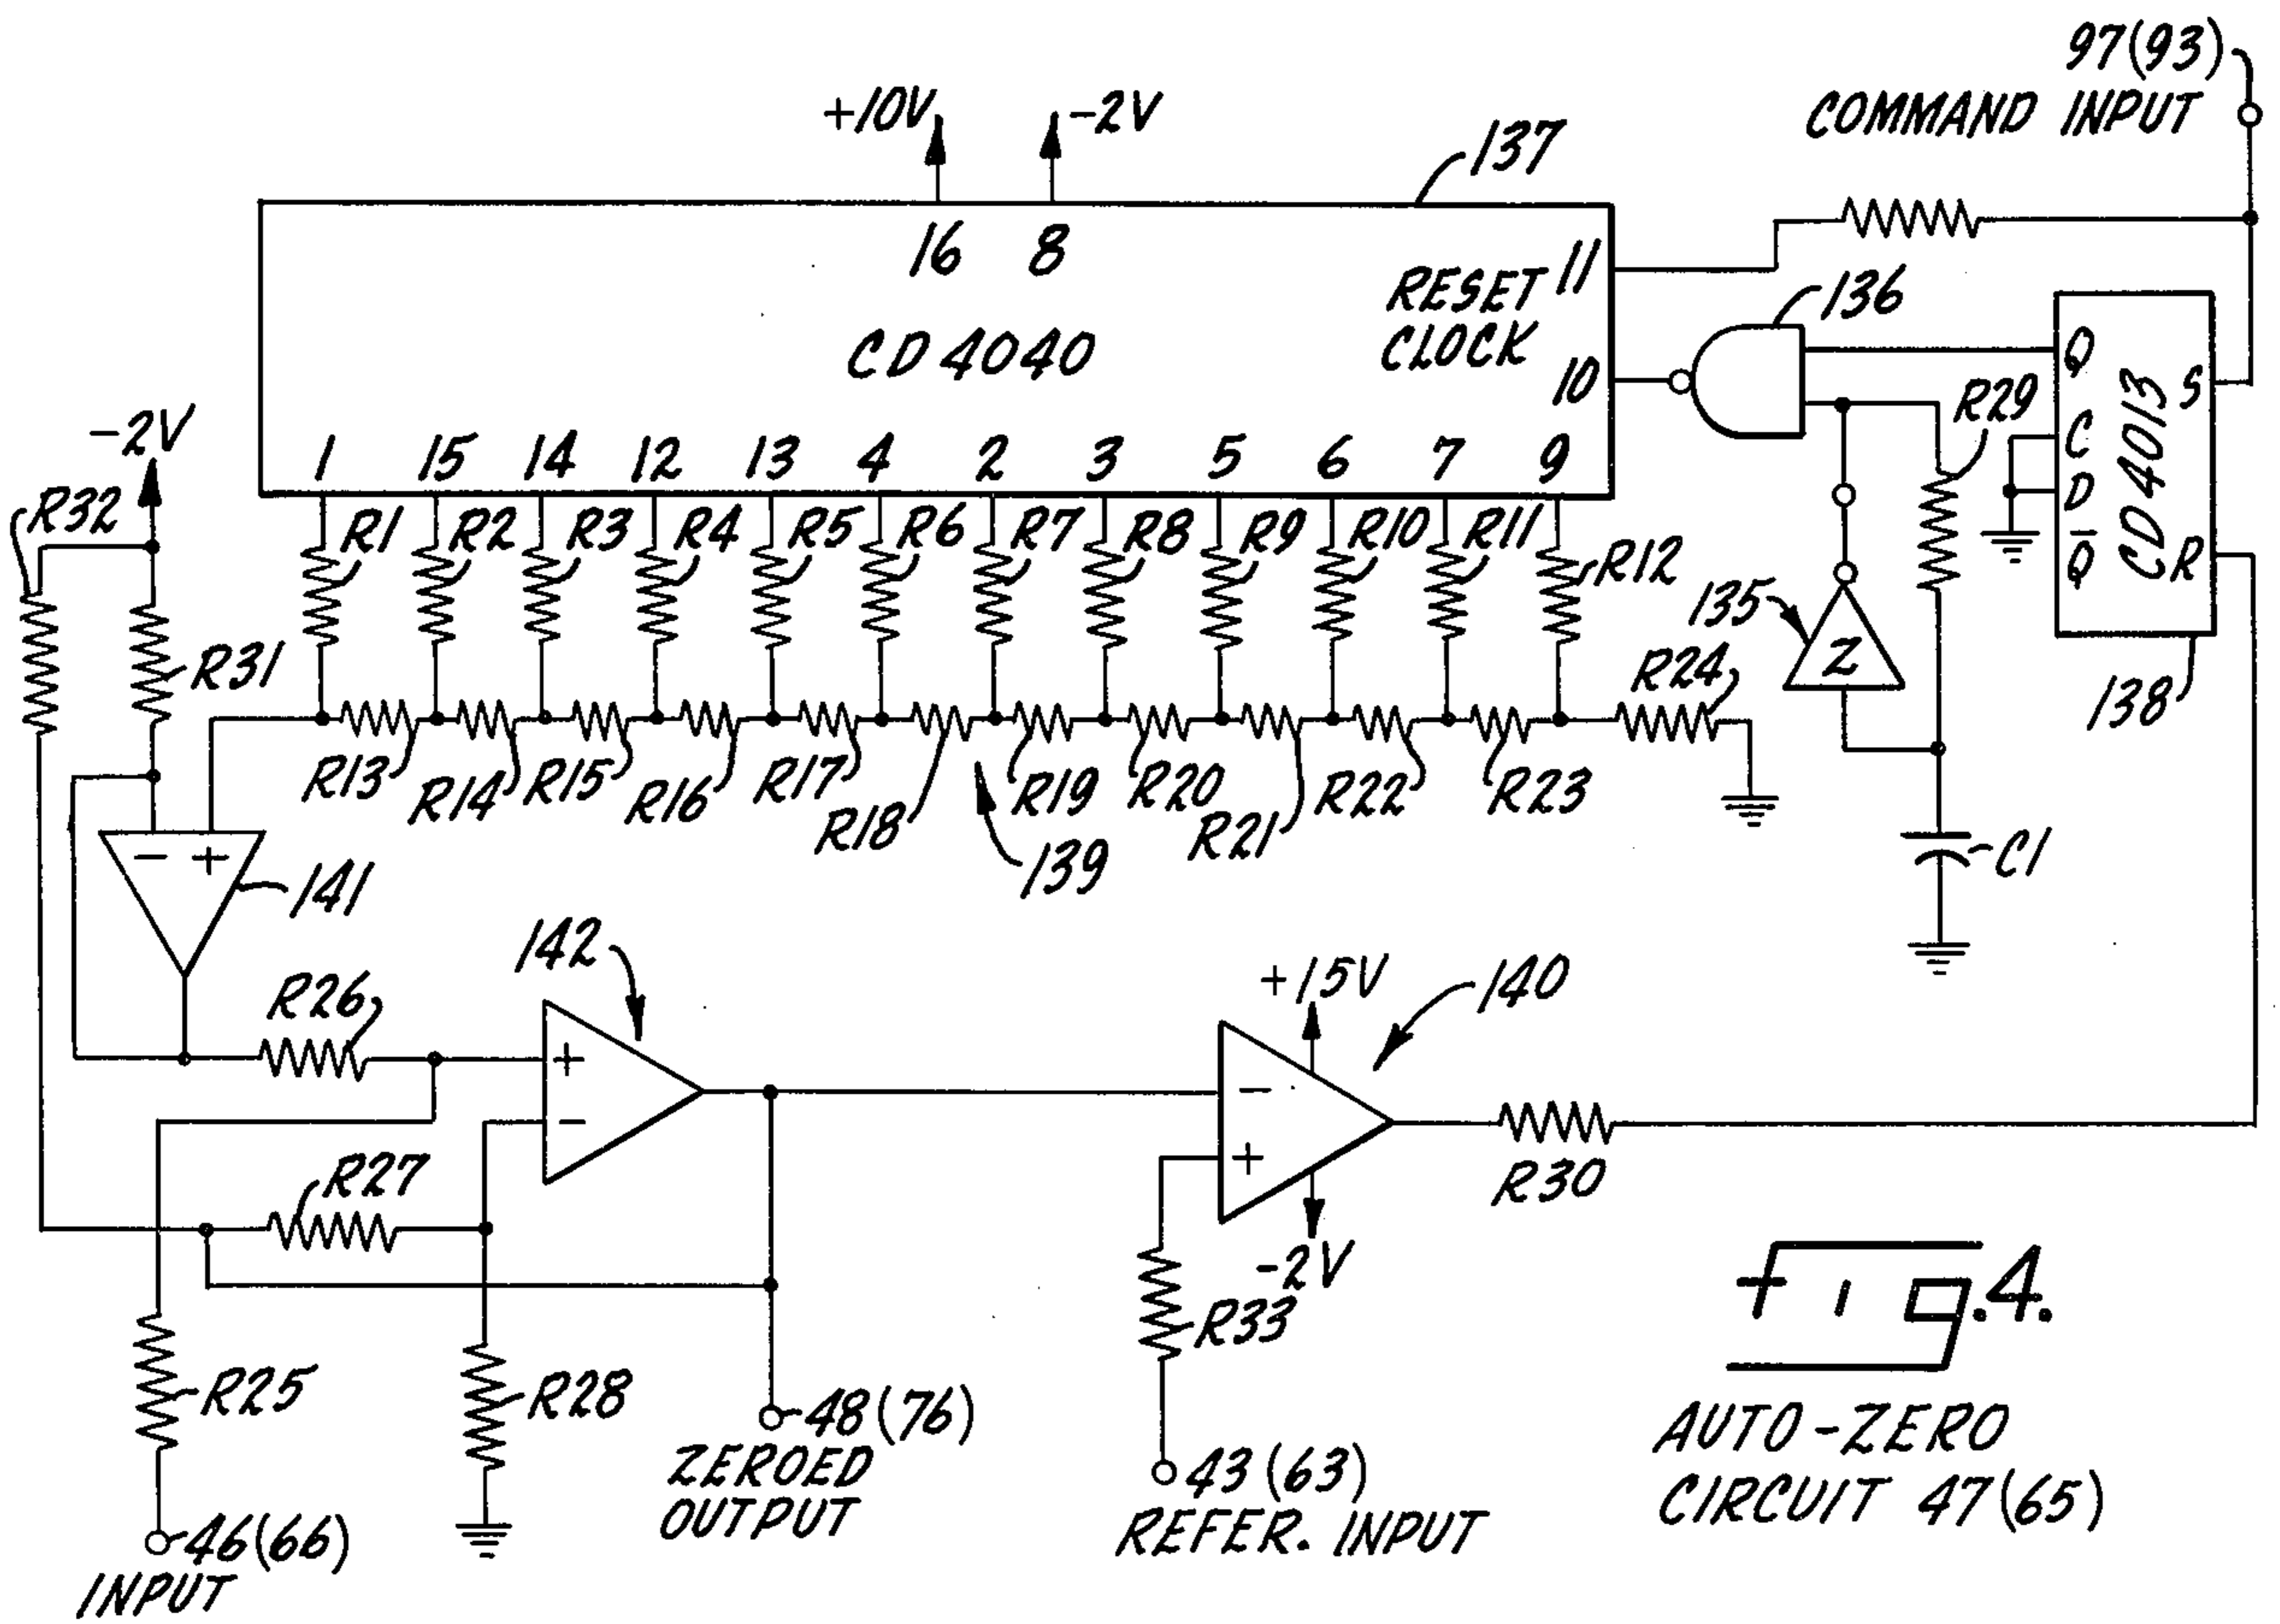 97(93)
COMMAND INPUT
+10V
-2V
137
16 8
RESET 11
CLOCK
10
CD 4040
136
Q
C
D
Q̅
S
R
CD 4013
138
R29
-2V
1 15 14 12 13 4 2 3 5 6 7 9
R32
R31
R1 R2 R3 R4 R5 R6 R7 R8 R9 R10 R11 R12
135
Z
R24
R13 R14 R15 R16 R17 R18 R19 R20 R21 R22 R23
139
C1
- +
141
142
R26
+
-
+15V
140
-
+
-2V
R30
R27
R33
R25
R28
48(76)
ZEROED
OUTPUT
43(63)
REFER. INPUT
46(66)
INPUT
Fig.4.
AUTO-ZERO
CIRCUIT 47(65)